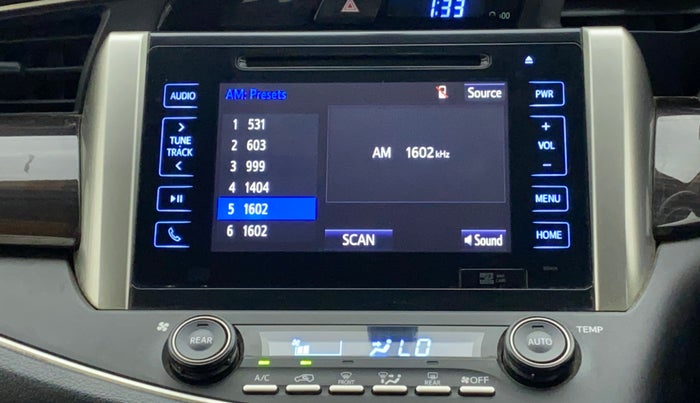 1:33
:00
AUDIO
AM: Presets
Source
PWR
1 531
2 603
3 999
4 1404
5 1602
6 1602
AM 1602 kHz
TUNE
TRACK
+
VOL
-
MENU
HOME
SCAN
Sound
REAR
LO
AUTO
TEMP
A/C
FRONT
REAR
OFF